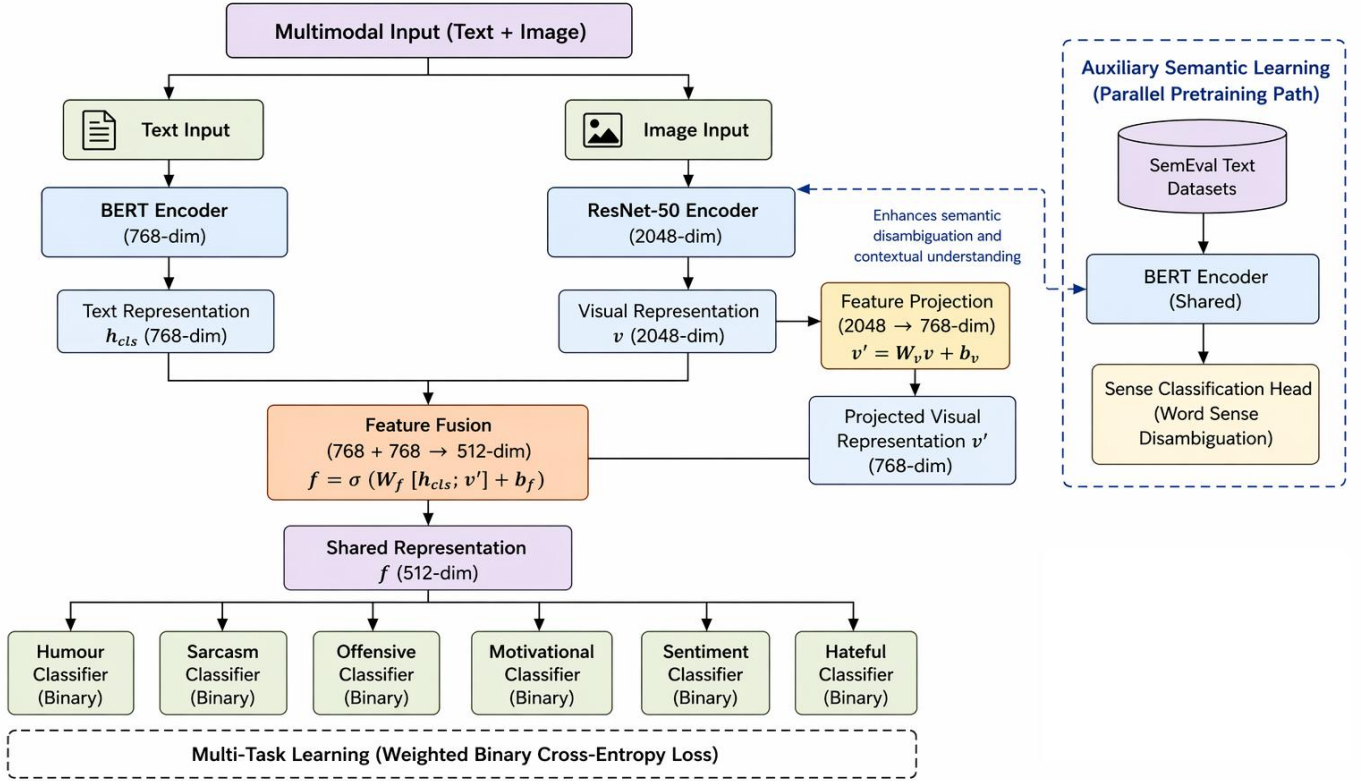 Multimodal Input (Text + Image)
Text Input
Image Input
BERT Encoder
(768-dim)
ResNet-50 Encoder
(2048-dim)
Text Representation
h_cls (768-dim)
Visual Representation
v (2048-dim)
Feature Projection
(2048 → 768-dim)
v′ = W_v v + b_v
Projected Visual
Representation v′
(768-dim)
Feature Fusion
(768 + 768 → 512-dim)
f = σ (W_f [h_cls; v′] + b_f)
Shared Representation
f (512-dim)
Humour
Classifier
(Binary)
Sarcasm
Classifier
(Binary)
Offensive
Classifier
(Binary)
Motivational
Classifier
(Binary)
Sentiment
Classifier
(Binary)
Hateful
Classifier
(Binary)
Multi-Task Learning (Weighted Binary Cross-Entropy Loss)
Enhances semantic
disambiguation and
contextual understanding
Auxiliary Semantic Learning
(Parallel Pretraining Path)
SemEval Text
Datasets
BERT Encoder
(Shared)
Sense Classification Head
(Word Sense
Disambiguation)